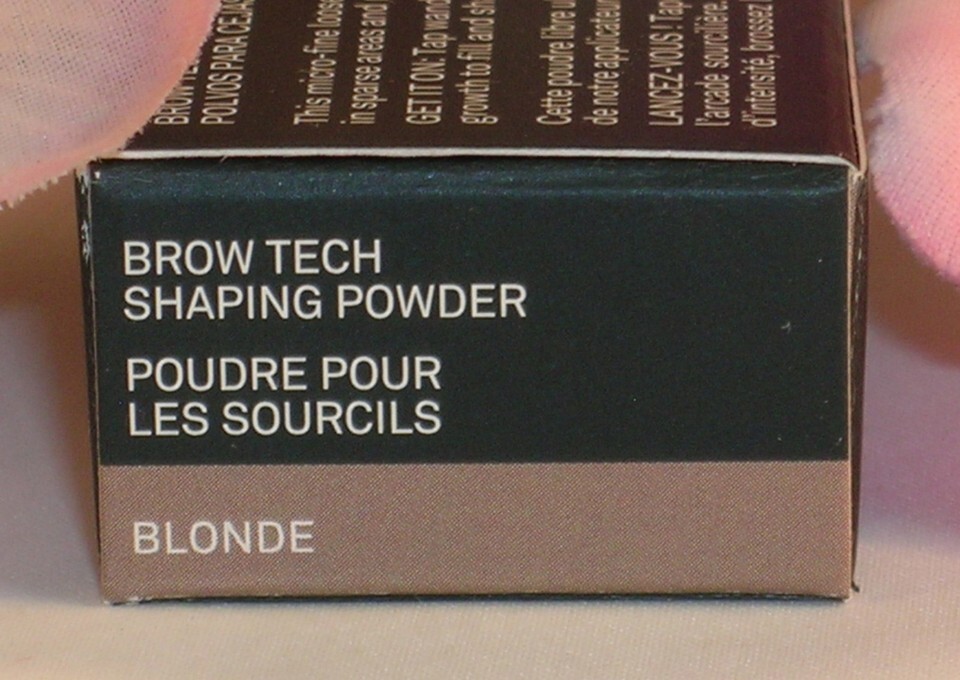 BROW TECH
SHAPING POWDER
POUDRE POUR
LES SOURCILS
BLONDE
POLVOS PARA CEJAS
This micro-fine loose
in sparse areas and
GET IT ON: Tap
growth to fill and
Cette poudre libre
de notre applicateur
LANCEZ-VOUS ! Tap
l'arcade sourcilière.
d'intensité, brossez